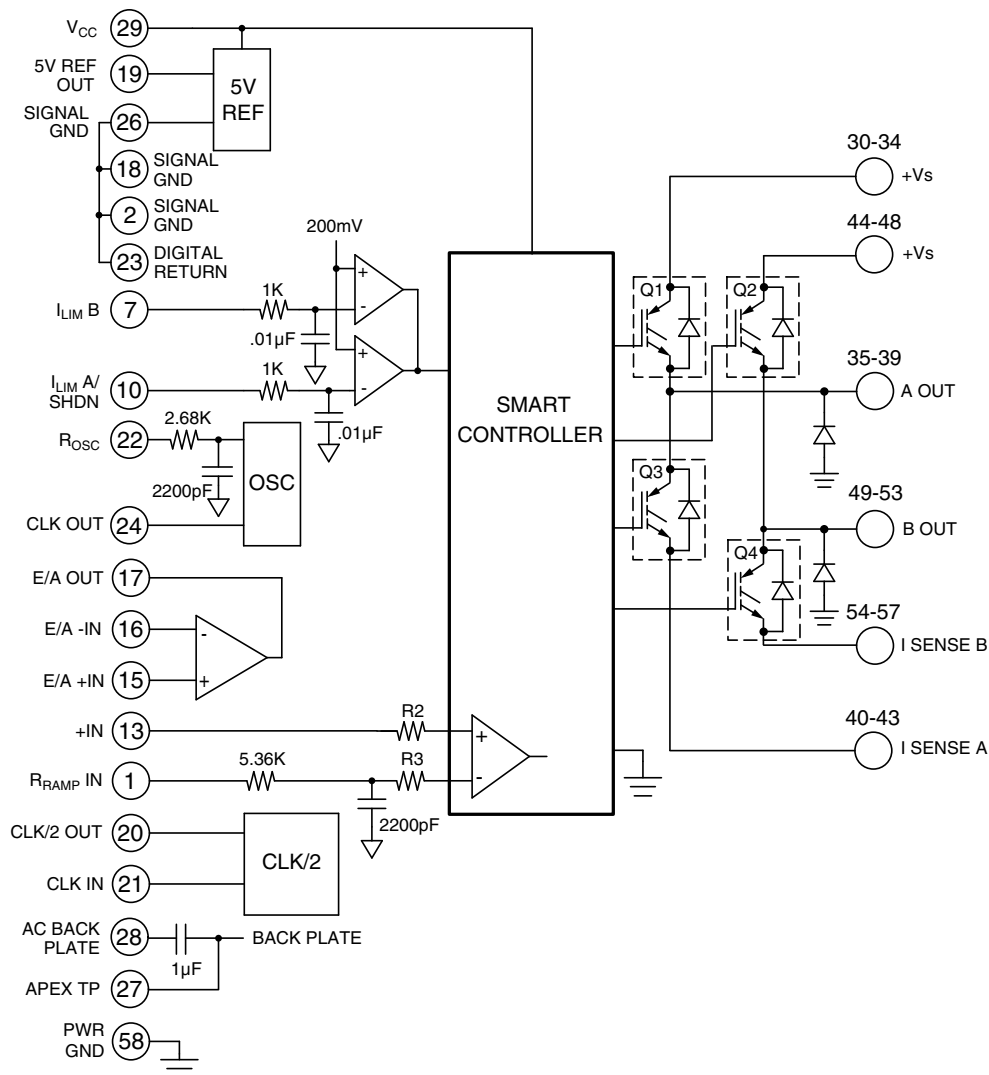 V_CC 29
5V REF
OUT 19
5V
REF
SIGNAL
GND 26
18 SIGNAL
GND
2 SIGNAL
GND
23 DIGITAL
RETURN
200mV
+
-
I_LIM B 7
1K
.01µF
+
-
I_LIM A/
SHDN 10
1K
.01µF
R_OSC 22
2.68K
2200pF
OSC
CLK OUT 24
E/A OUT 17
E/A -IN 16
-
E/A +IN 15
+
+IN 13
R2
+
R_RAMP IN 1
5.36K
R3
-
2200pF
CLK/2 OUT 20
CLK/2
CLK IN 21
AC BACK
PLATE 28
1µF
BACK PLATE
APEX TP 27
PWR
GND 58
SMART
CONTROLLER
30-34
+Vs
44-48
+Vs
Q1
Q2
35-39
A OUT
Q3
49-53
B OUT
Q4
54-57
I SENSE B
40-43
I SENSE A